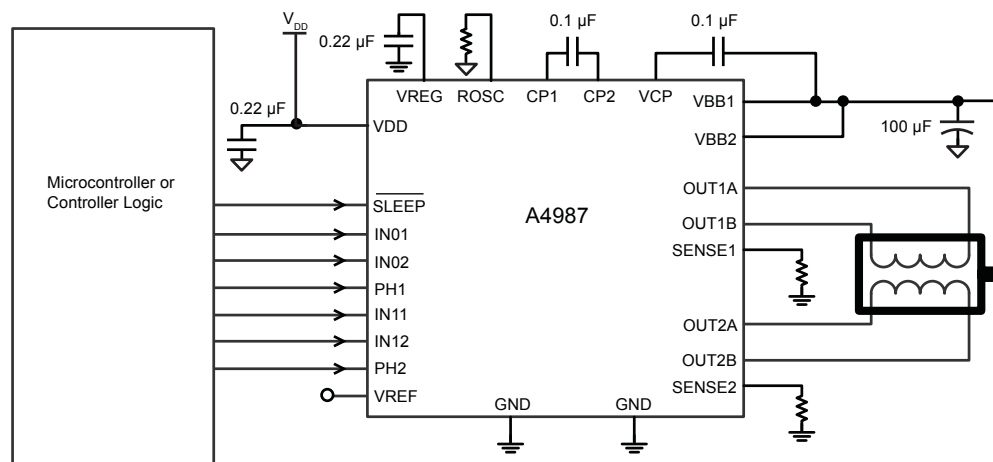 V_DD
0.22 µF
0.1 µF
0.1 µF
0.22 µF
VREG ROSC CP1 CP2 VCP
VDD
VBB1
VBB2
100 µF
Microcontroller or
Controller Logic
A4987
SLEEP
IN01
IN02
PH1
IN11
IN12
PH2
VREF
OUT1A
OUT1B
SENSE1
OUT2A
OUT2B
SENSE2
GND GND